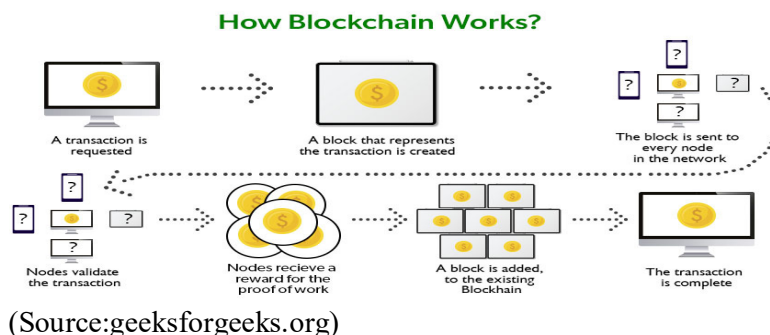 How Blockchain Works?
$
$
?
?
$
?
?
A transaction is
requested
A block that represents
the transaction is created
The block is sent to
every node
in the network
?
?
$
?
?
$
$
$
$
$
$
$
$
$
$
$
$
$
Nodes validate
the transaction
Nodes recieve a
reward for the
proof of work
A block is added,
to the existing
Blockhain
The transaction
is complete
(Source:geeksforgeeks.org)